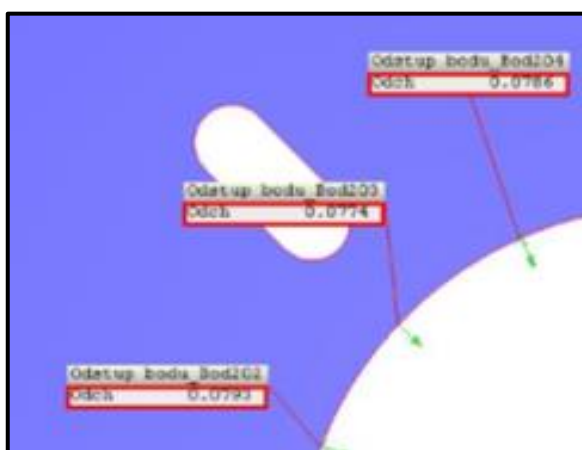 Odstup bodu_Bod204
Odch 0.0786
Odstup bodu_Bod203
Odch 0.0774
Odstup bodu_Bod202
Odch 0.0793